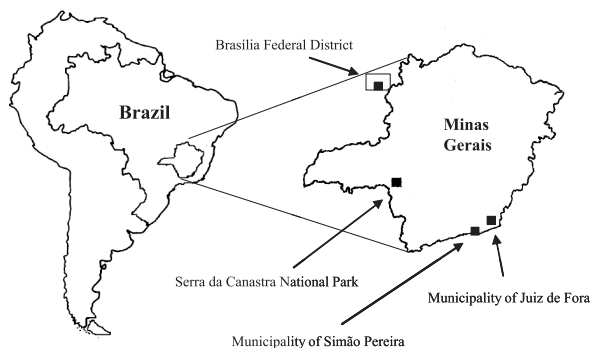 Brasília Federal District
Brazil
Minas
Gerais
Serra da Canastra National Park
Municipality of Juiz de Fora
Municipality of Simão Pereira